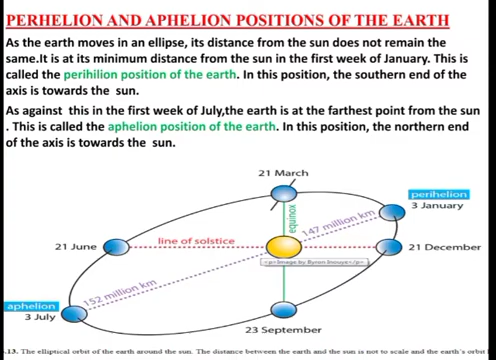 PERHELION AND APHELION POSITIONS OF THE EARTH
As the earth moves in an ellipse, its distance from the sun does not remain the
same.It is at its minimum distance from the sun in the first week of January. This is
called the perihilion position of the earth. In this position, the southern end of the
axis is towards the sun.
As against this in the first week of July,the earth is at the farthest point from the sun
. This is called the aphelion position of the earth. In this position, the northern end
of the axis is towards the sun.
21 March
perihelion
3 January
equinox
147 million km
21 June
line of solstice
21 December
<p>Image by Byron Inouye</p>
152 million km
aphelion
3 July
23 September
.13. The elliptical orbit of the earth around the sun. The distance between the earth and the sun is not to scale and the earth's orbit